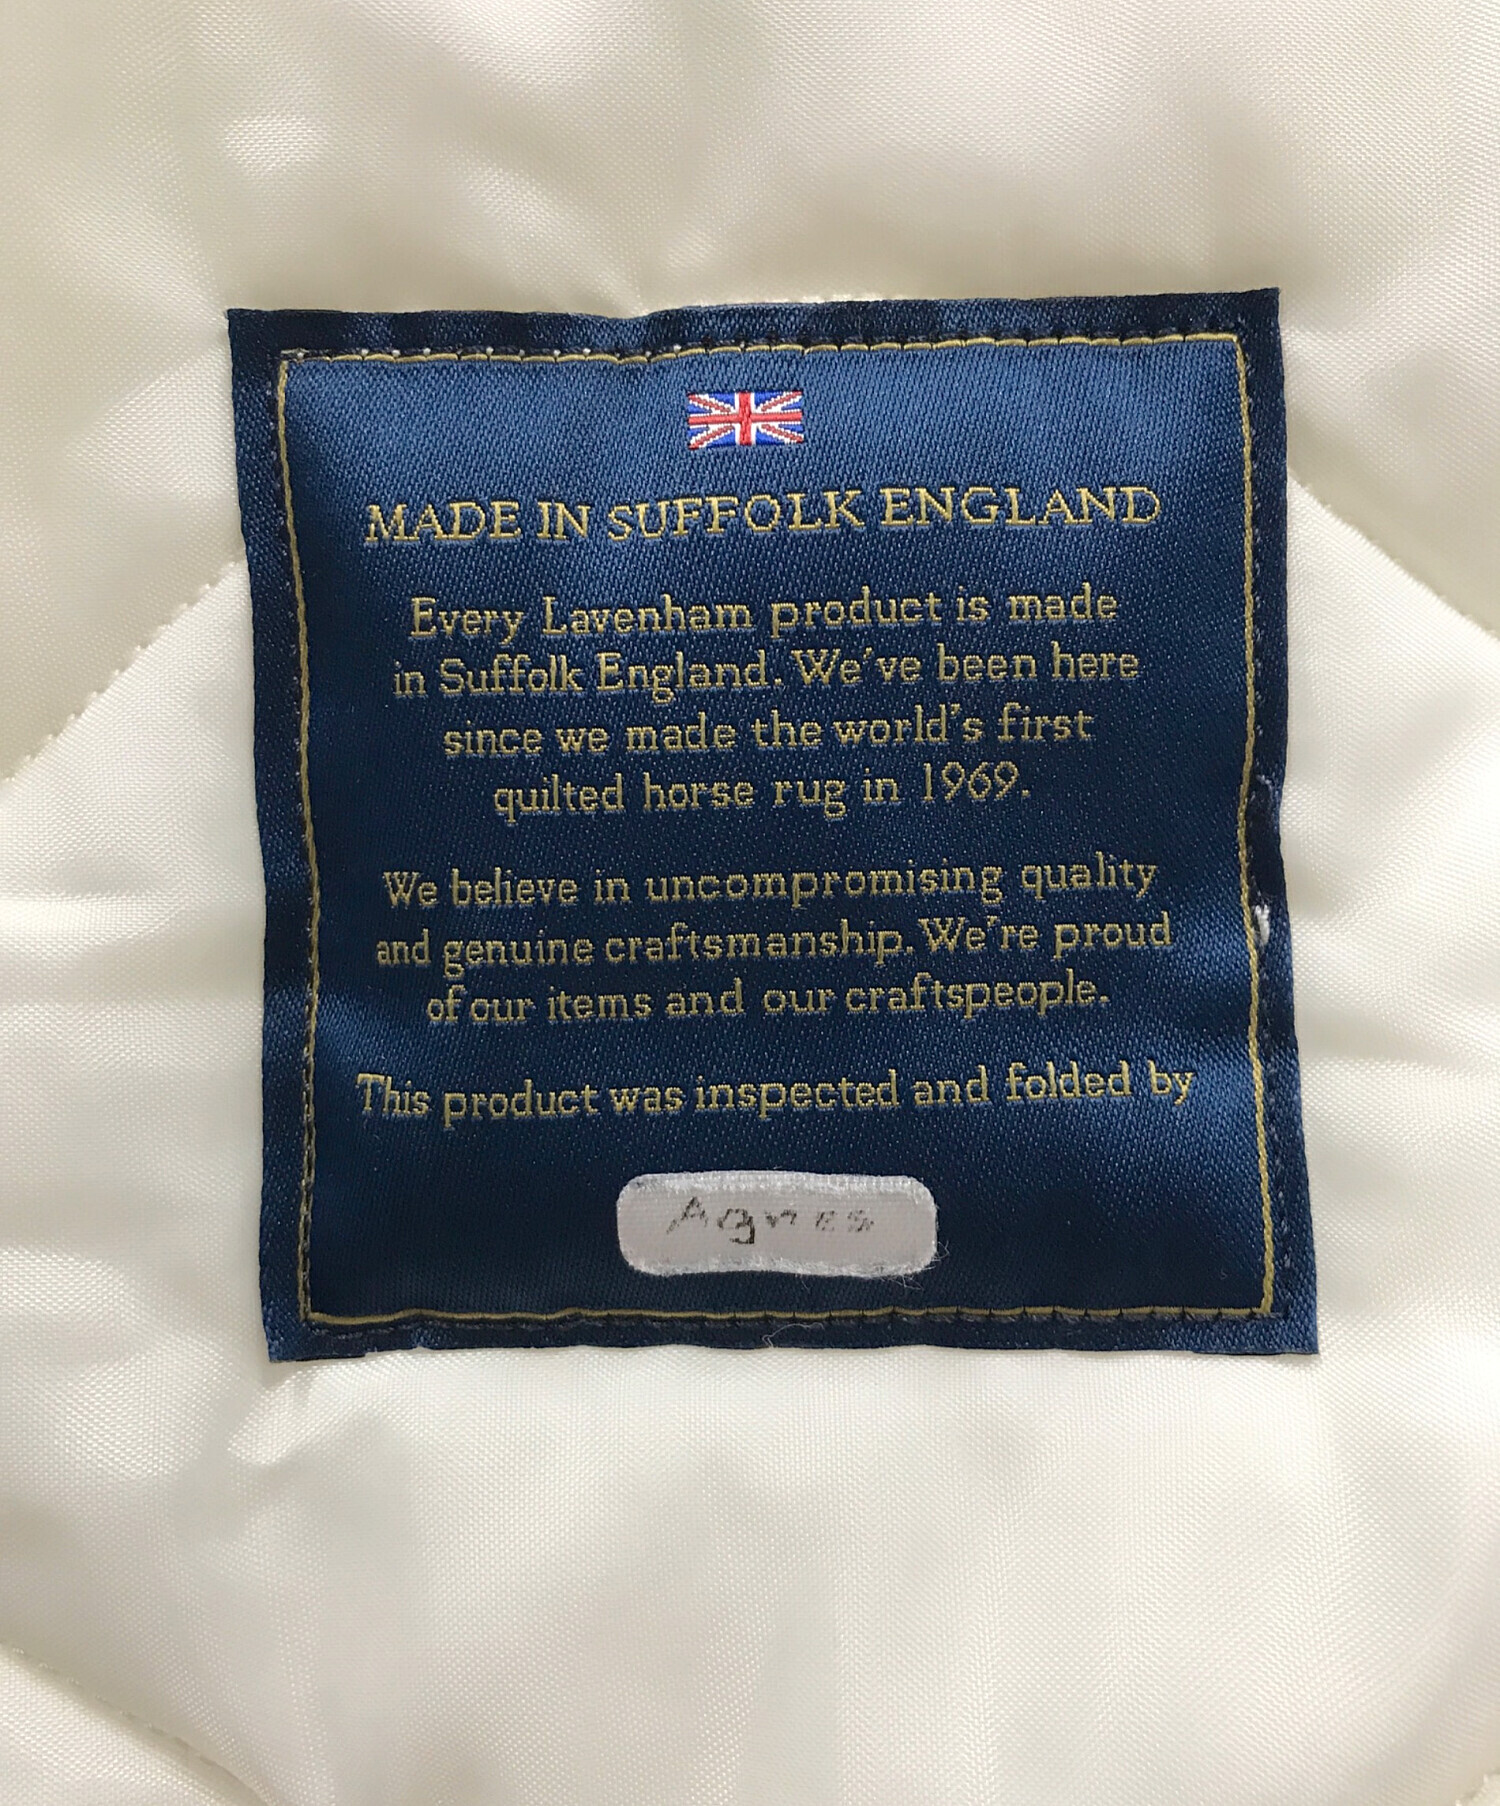 MADE IN SUFFOLK ENGLAND
Every Lavenham product is made
in Suffolk England. We've been here
since we made the world's first
quilted horse rug in 1969.
We believe in uncompromising quality
and genuine craftsmanship. We're proud
of our items and our craftspeople.
This product was inspected and folded by
Agnes